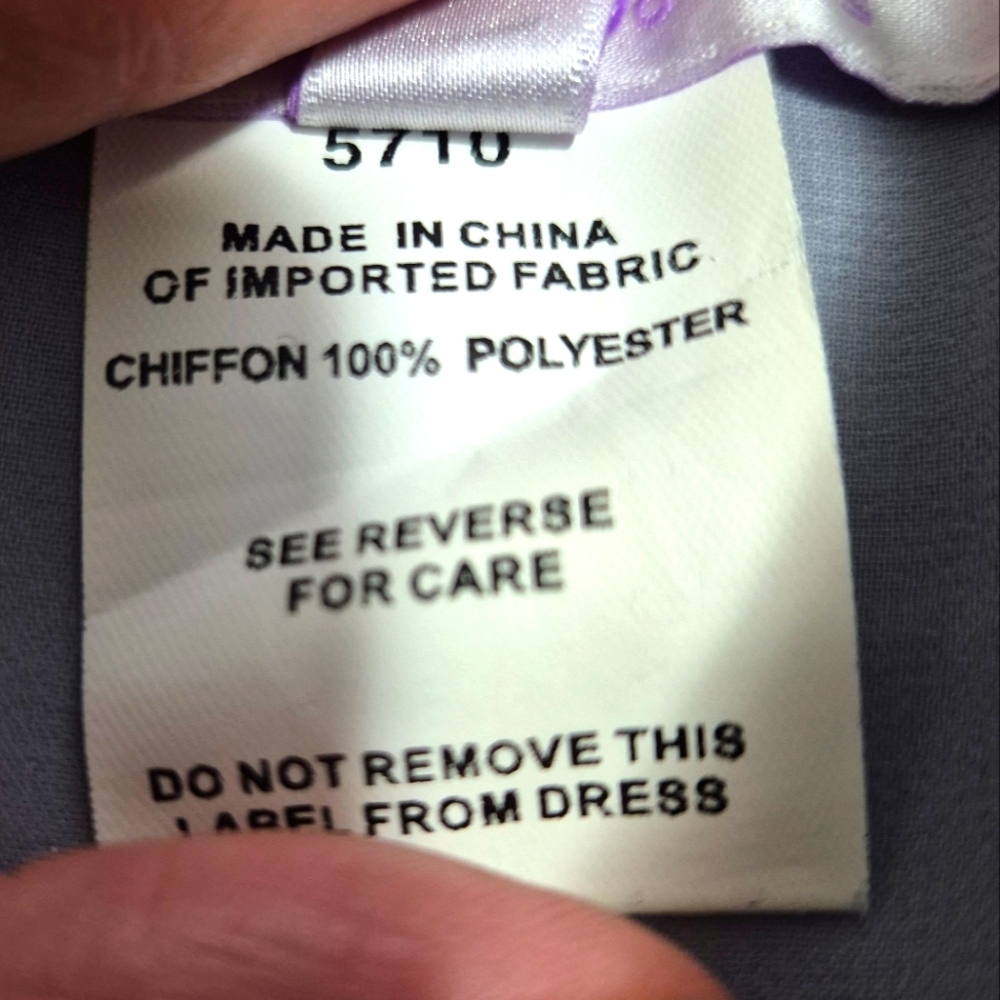 5710
MADE IN CHINA
OF IMPORTED FABRIC
CHIFFON 100% POLYESTER
SEE REVERSE
FOR CARE
DO NOT REMOVE THIS
LABEL FROM DRESS